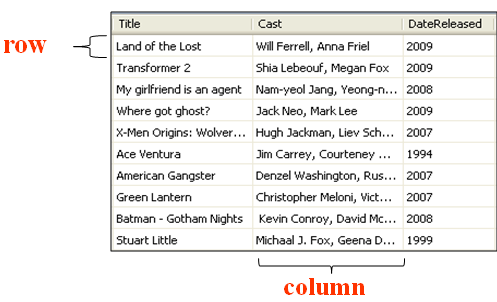 Title Cast DateReleased
row
Land of the Lost Will Ferrell, Anna Friel 2009
Transformer 2 Shia Lebeouf, Megan Fox 2009
My girlfriend is an agent Nam-yeol Jang, Yeong-n... 2008
Where got ghost? Jack Neo, Mark Lee 2009
X-Men Origins: Wolver... Hugh Jackman, Liev Sch... 2007
Ace Ventura Jim Carrey, Courteney ... 1994
American Gangster Denzel Washington, Rus... 2007
Green Lantern Christopher Meloni, Vict... 2007
Batman - Gotham Nights Kevin Conroy, David Mc... 2008
Stuart Little Michaal J. Fox, Geena D... 1999
column